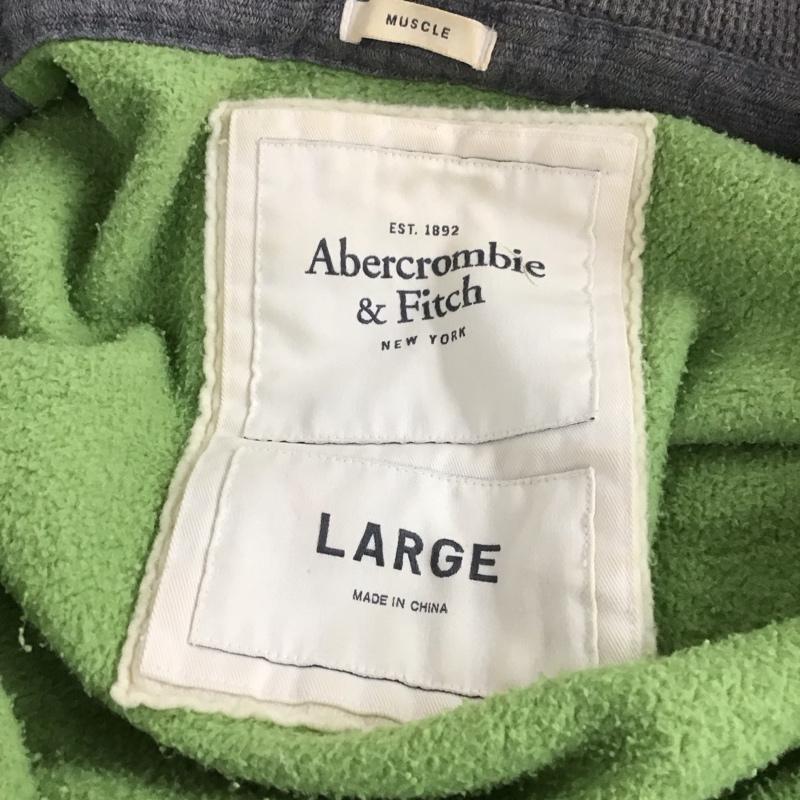 MUSCLE
EST. 1892
Abercrombie
& Fitch
NEW YORK
LARGE
MADE IN CHINA